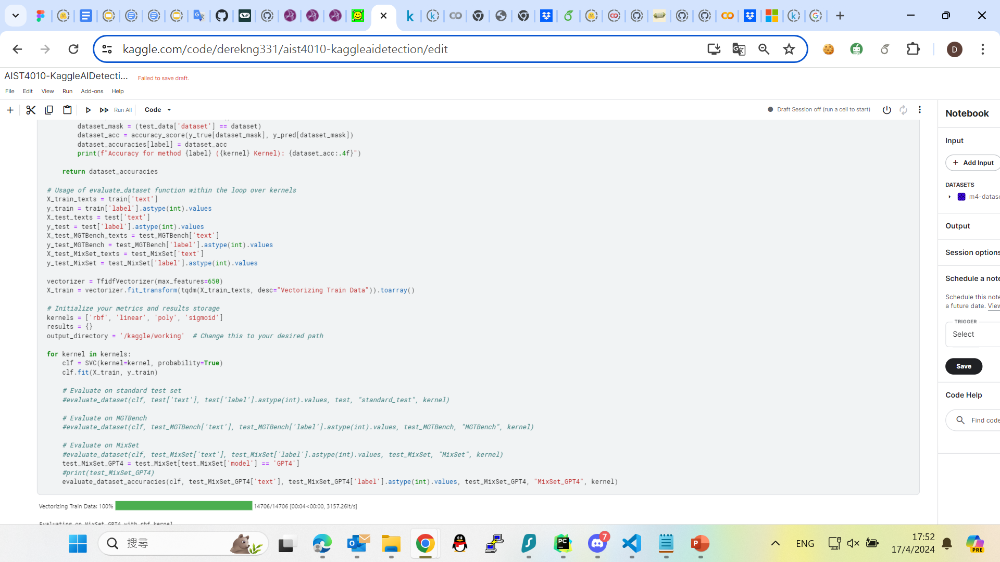 kaggle.com/code/derekng331/aist4010-kaggleaidetection/edit
D
AIST4010-KaggleAIDetecti...
Failed to save draft.
File Edit View Run Add-ons Help
Run All
Code
Draft Session off (run a cell to start)
dataset_mask = (test_data['dataset'] == dataset)
dataset_acc = accuracy_score(y_true[dataset_mask], y_pred[dataset_mask])
dataset_accuracies[label] = dataset_acc
print(f"Accuracy for method {label} ({kernel} Kernel): {dataset_acc:.4f}")
return dataset_accuracies
# Usage of evaluate_dataset function within the loop over kernels
X_train_texts = train['text']
y_train = train['label'].astype(int).values
X_test_texts = test['text']
y_test = test['label'].astype(int).values
X_test_MGTBench_texts = test_MGTBench['text']
y_test_MGTBench = test_MGTBench['label'].astype(int).values
X_test_MixSet_texts = test_MixSet['text']
y_test_MixSet = test_MixSet['label'].astype(int).values
vectorizer = TfidfVectorizer(max_features=650)
X_train = vectorizer.fit_transform(tqdm(X_train_texts, desc="Vectorizing Train Data")).toarray()
# Initialize your metrics and results storage
kernels = ['rbf', 'linear', 'poly', 'sigmoid']
results = {}
output_directory = '/kaggle/working'  # Change this to your desired path
for kernel in kernels:
clf = SVC(kernel=kernel, probability=True)
clf.fit(X_train, y_train)
# Evaluate on standard test set
#evaluate_dataset(clf, test['text'], test['label'].astype(int).values, test, "standard_test", kernel)
# Evaluate on MGTBench
#evaluate_dataset(clf, test_MGTBench['text'], test_MGTBench['label'].astype(int).values, test_MGTBench, "MGTBench", kernel)
# Evaluate on MixSet
#evaluate_dataset(clf, test_MixSet['text'], test_MixSet['label'].astype(int).values, test_MixSet, "MixSet", kernel)
test_MixSet_GPT4 = test_MixSet[test_MixSet['model'] == 'GPT4']
#print(test_MixSet_GPT4)
evaluate_dataset_accuracies(clf, test_MixSet_GPT4['text'], test_MixSet_GPT4['label'].astype(int).values, test_MixSet_GPT4, "MixSet_GPT4", kernel)
Vectorizing Train Data: 100% 14706/14706 [00:04<00:00, 3157.26it/s]
Evaluating on MixSet GPT4 with rbf kernel
Notebook
Input
+ Add Input
DATASETS
m4-datase
Output
Session options
Schedule a note
Schedule this note
a future date. View
TRIGGER
Select
Save
Code Help
Find code
搜尋
7
ENG
17:52
17/4/2024
PRE